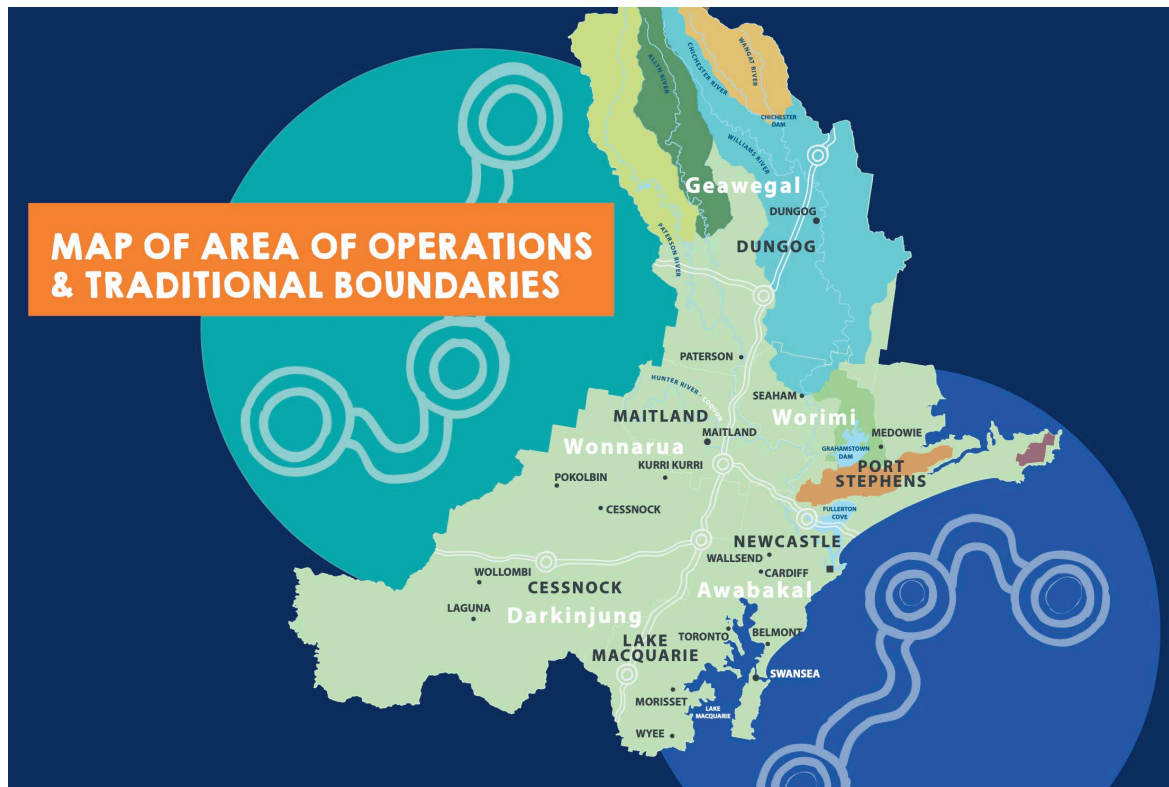 MAP OF AREA OF OPERATIONS
& TRADITIONAL BOUNDARIES
WANGAT RIVER
CHICHESTER RIVER
ALLYN RIVER
CHICHESTER
DAM
WILLIAMS RIVER
Geawegal
DUNGOG
DUNGOG
PATERSON RIVER
PATERSON
HUNTER RIVER - COQUUN
SEAHAM
MAITLAND
Worimi
MAITLAND
MEDOWIE
Wonnarua
GRAHAMSTOWN
DAM
KURRI KURRI
PORT
STEPHENS
POKOLBIN
CESSNOCK
FULLERTON
COVE
NEWCASTLE
WALLSEND
WOLLOMBI
CARDIFF
CESSNOCK
Awabakal
LAGUNA
Darkinjung
TORONTO
BELMONT
LAKE
MACQUARIE
SWANSEA
MORISSET
LAKE
MACQUARIE
WYEE